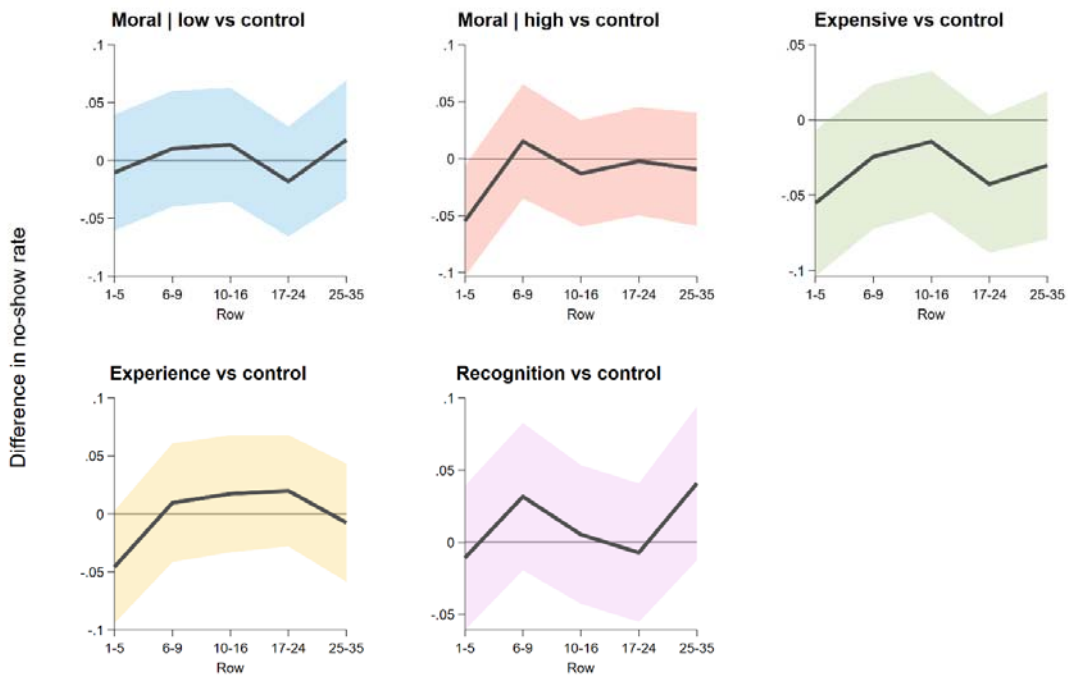 Difference in no-show rate
Moral | low vs control
.1
.05
0
-.05
-.1
1-5 6-9 10-16 17-24 25-35
Row
Moral | high vs control
.1
.05
0
-.05
-.1
1-5 6-9 10-16 17-24 25-35
Row
Expensive vs control
.05
0
-.05
-.1
1-5 6-9 10-16 17-24 25-35
Row
Experience vs control
.1
.05
0
-.05
-.1
1-5 6-9 10-16 17-24 25-35
Row
Recognition vs control
.1
.05
0
-.05
1-5 6-9 10-16 17-24 25-35
Row